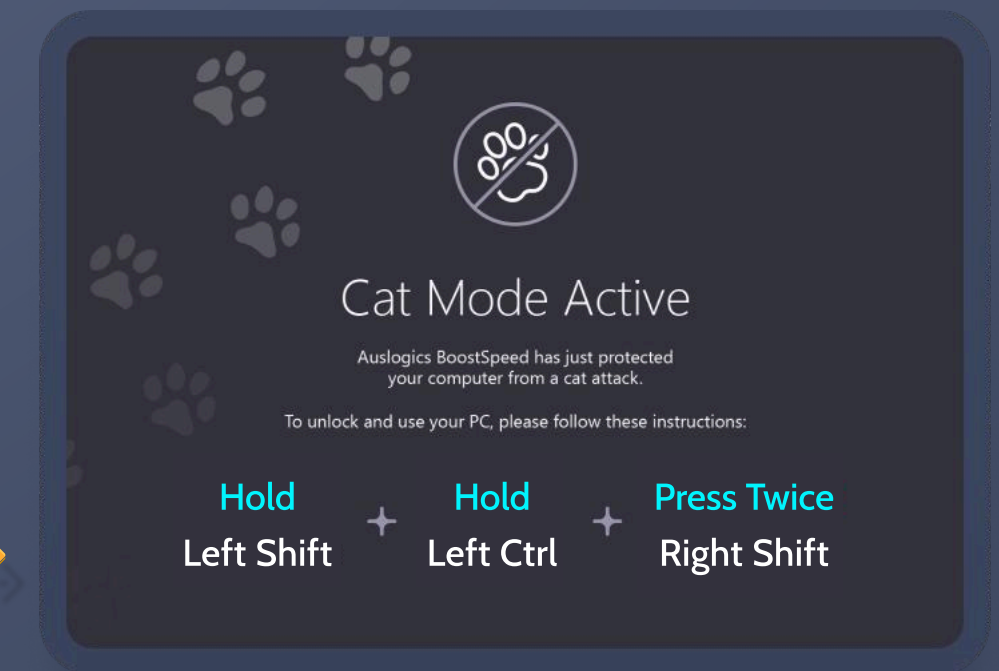 Cat Mode Active
Auslogics BoostSpeed has just protected
your computer from a cat attack.
To unlock and use your PC, please follow these instructions:
Hold + Hold + Press Twice
Left Shift Left Ctrl Right Shift